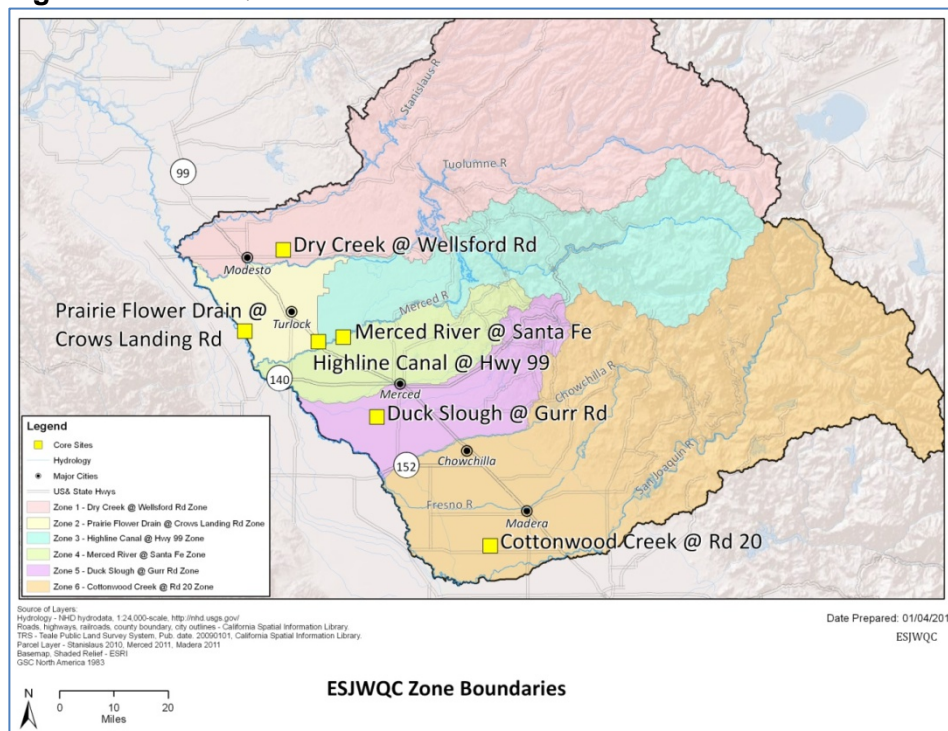 Stanislaus R
Tuolumne R
99
Dry Creek @ Wellsford Rd
Modesto
Merced R
Prairie Flower Drain @
Crows Landing Rd
Turlock
Merced River @ Santa Fe
Highline Canal @ Hwy 99
140
Merced
Chowchilla R
Duck Slough @ Gurr Rd
152
Chowchilla
San Joaquin R
Fresno R
Madera
Cottonwood Creek @ Rd 20
Legend
Core Sites
Hydrology
Major Cities
US& State Hwys
Zone 1 - Dry Creek @ Wellsford Rd Zone
Zone 2 - Prairie Flower Drain @ Crows Landing Rd Zone
Zone 3 - Highline Canal @ Hwy 99 Zone
Zone 4 - Merced River @ Santa Fe Zone
Zone 5 - Duck Slough @ Gurr Rd Zone
Zone 6 - Cottonwood Creek @ Rd 20 Zone
Source of Layers:
Hydrology - NHD hydrodata, 1:24,000-scale, http://nhd.usgs.gov/
Roads, highways, railroads, county boundary, city outlines - California Spatial Information Library.
TRS - Teale Public Land Survey System, Pub. date. 20090101, California Spatial Information Library.
Parcel Layer - Stanislaus 2010, Merced 2011, Madera 2011
Basemap, Shaded Relief - ESRI
GSC North America 1983
Date Prepared: 01/04/201
ESJWQC
ESJWQC Zone Boundaries
N
0 10 20
Miles